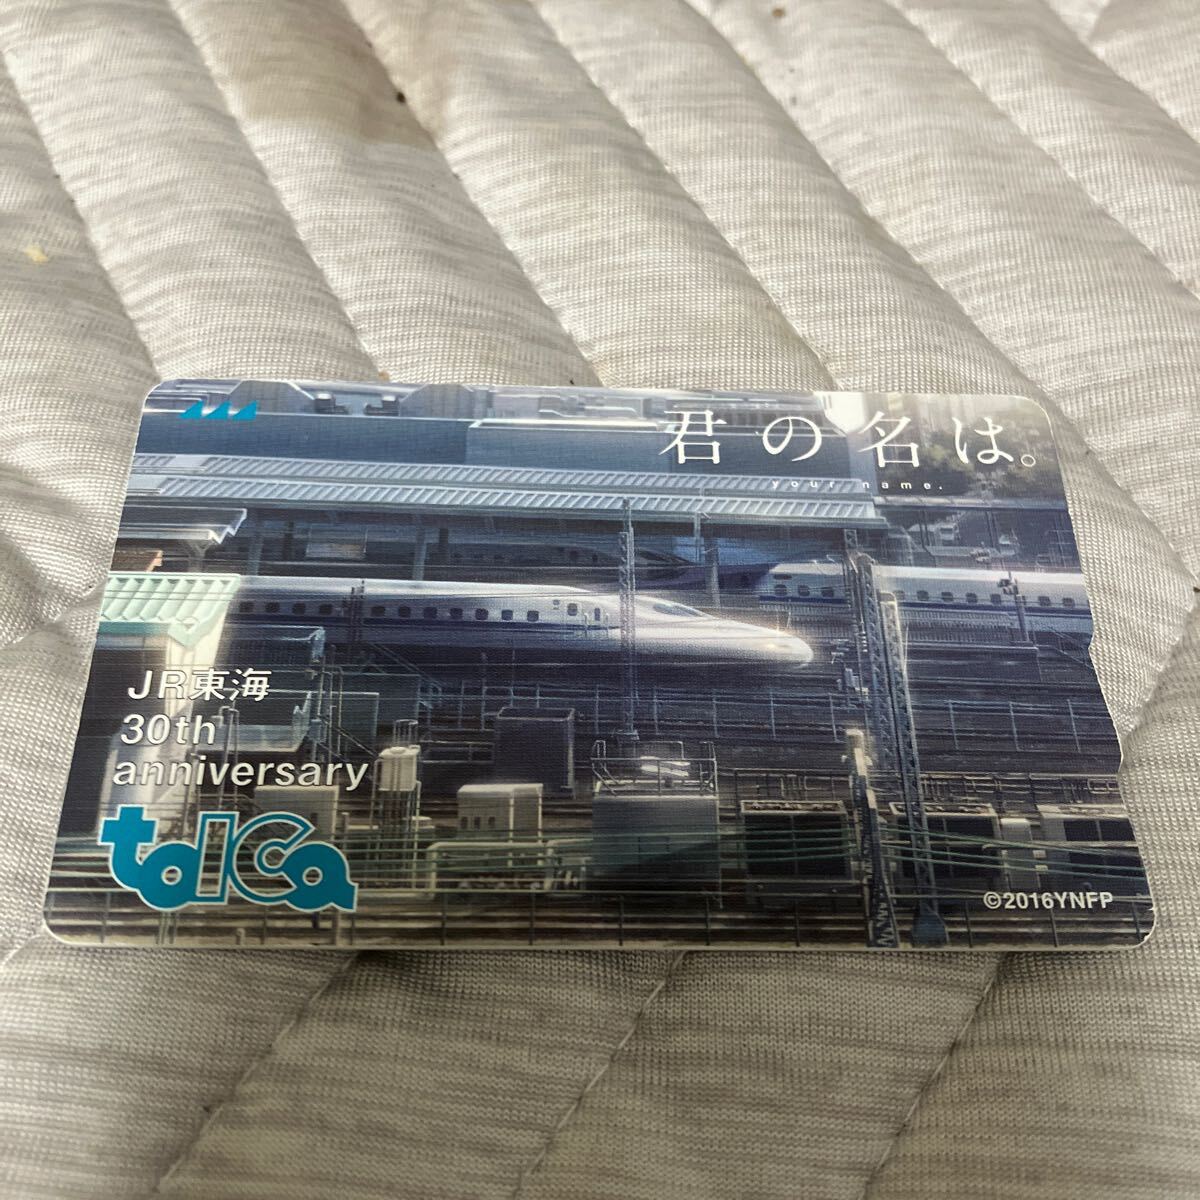 君の名は。
your name.
JR東海
30th
anniversary
toICa
©2016YNFP